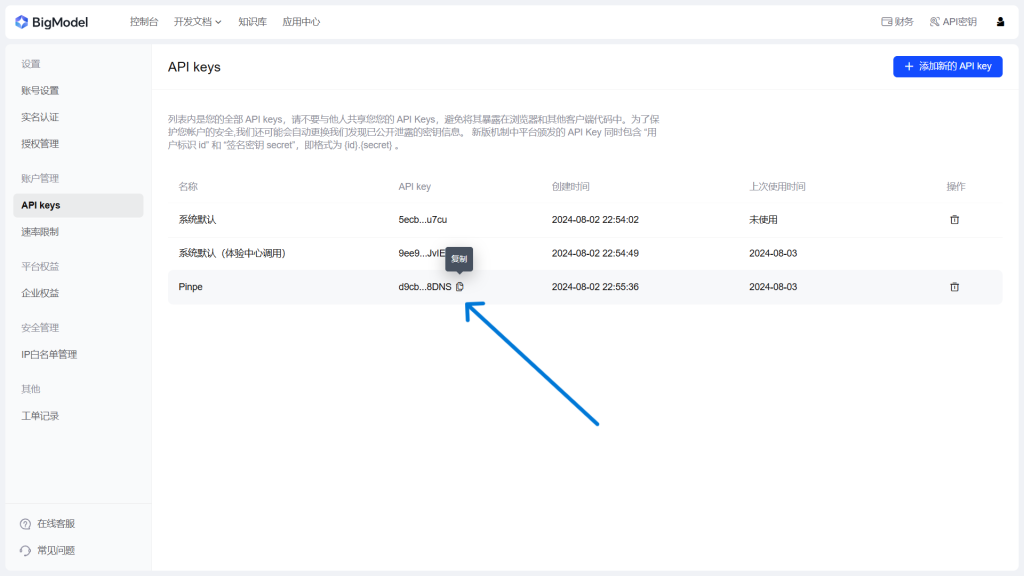 BigModel
控制台
开发文档
知识库
应用中心
财务
API密钥
设置
账号设置
实名认证
授权管理
账户管理
API keys
速率限制
平台权益
企业权益
安全管理
IP白名单管理
其他
工单记录
在线客服
常见问题
API keys
添加新的 API key
列表内是您的全部 API keys，请不要与他人共享您您的 API Keys，避免将其暴露在浏览器和其他客户端代码中。为了保
护您帐户的安全,我们还可能会自动更换我们发现已公开泄露的密钥信息。 新版机制中平台颁发的 API Key 同时包含 “用
户标识 id” 和 “签名密钥 secret”，即格式为 {id}.{secret} 。
名称 API key 创建时间 上次使用时间 操作
系统默认 5ecb...u7cu 2024-08-02 22:54:02 未使用
系统默认（体验中心调用） 9ee9...JvIE 2024-08-02 22:54:49 2024-08-03
复制
Pinpe d9cb...8DNS 2024-08-02 22:55:36 2024-08-03